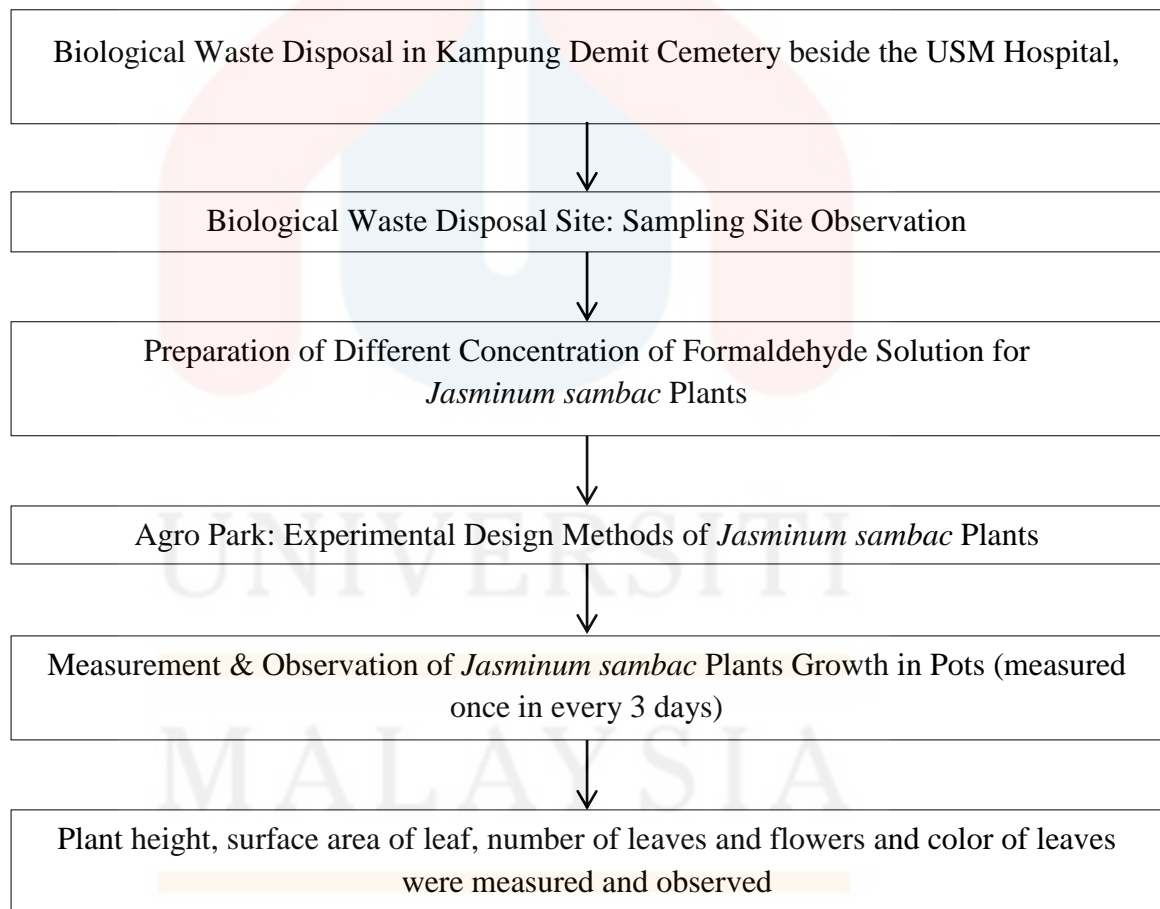 Biological Waste Disposal in Kampung Demit Cemetery beside the USM Hospital,
Biological Waste Disposal Site: Sampling Site Observation
Preparation of Different Concentration of Formaldehyde Solution for
Jasminum sambac Plants
Agro Park: Experimental Design Methods of Jasminum sambac Plants
UNIVERSITI
Measurement & Observation of Jasminum sambac Plants Growth in Pots (measured
once in every 3 days)
MALAYSIA
Plant height, surface area of leaf, number of leaves and flowers and color of leaves
were measured and observed